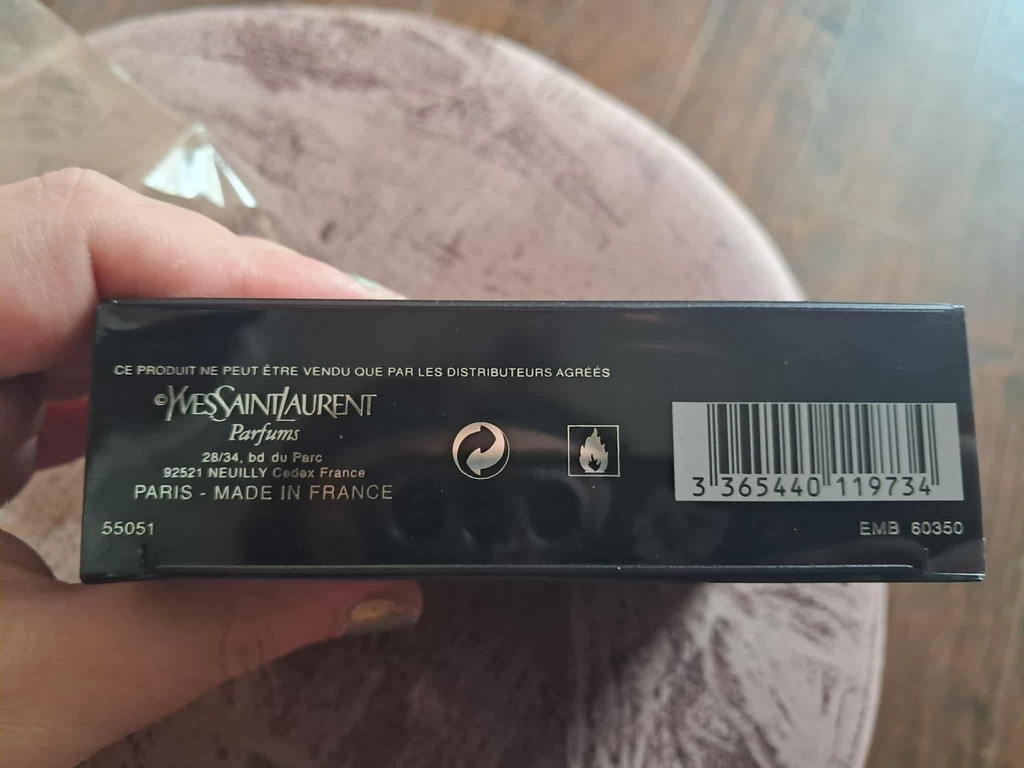 CE PRODUIT NE PEUT ÊTRE VENDU QUE PAR LES DISTRIBUTEURS AGRÉÉS
©YVESSAINTLAURENT
Parfums
28/34, bd du Parc
92521 NEUILLY Cedex France
PARIS - MADE IN FRANCE
55051
3 365440 119734
EMB 60350